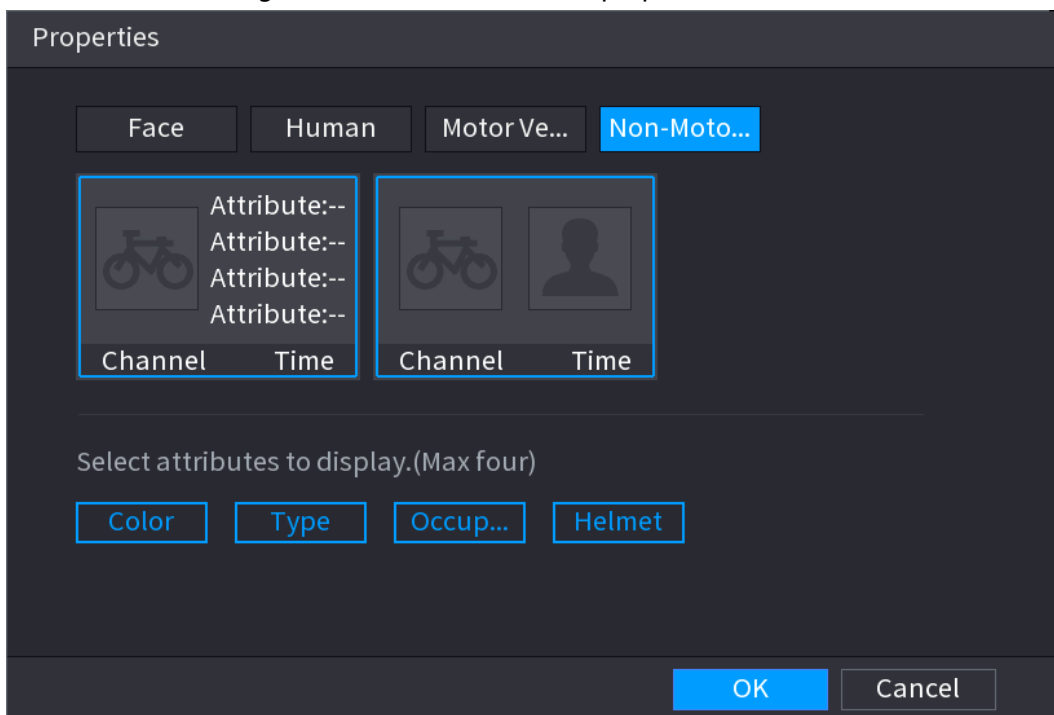 Properties
Face Human Motor Ve... Non-Moto...
Attribute:--
Attribute:--
Attribute:--
Attribute:--
Channel Time Channel Time
Select attributes to display.(Max four)
Color Type Occup... Helmet
OK Cancel